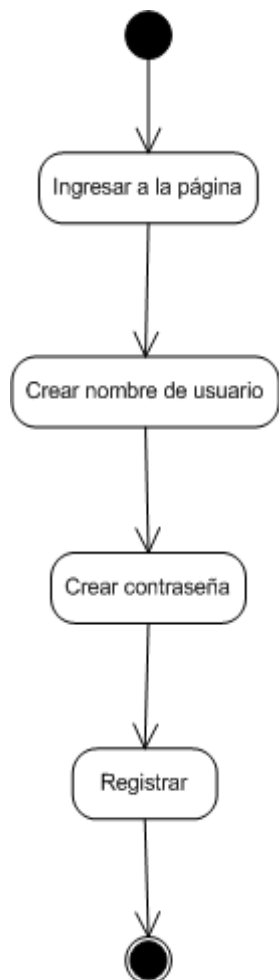 Ingresar a la página
Crear nombre de usuario
Crear contraseña
Registrar